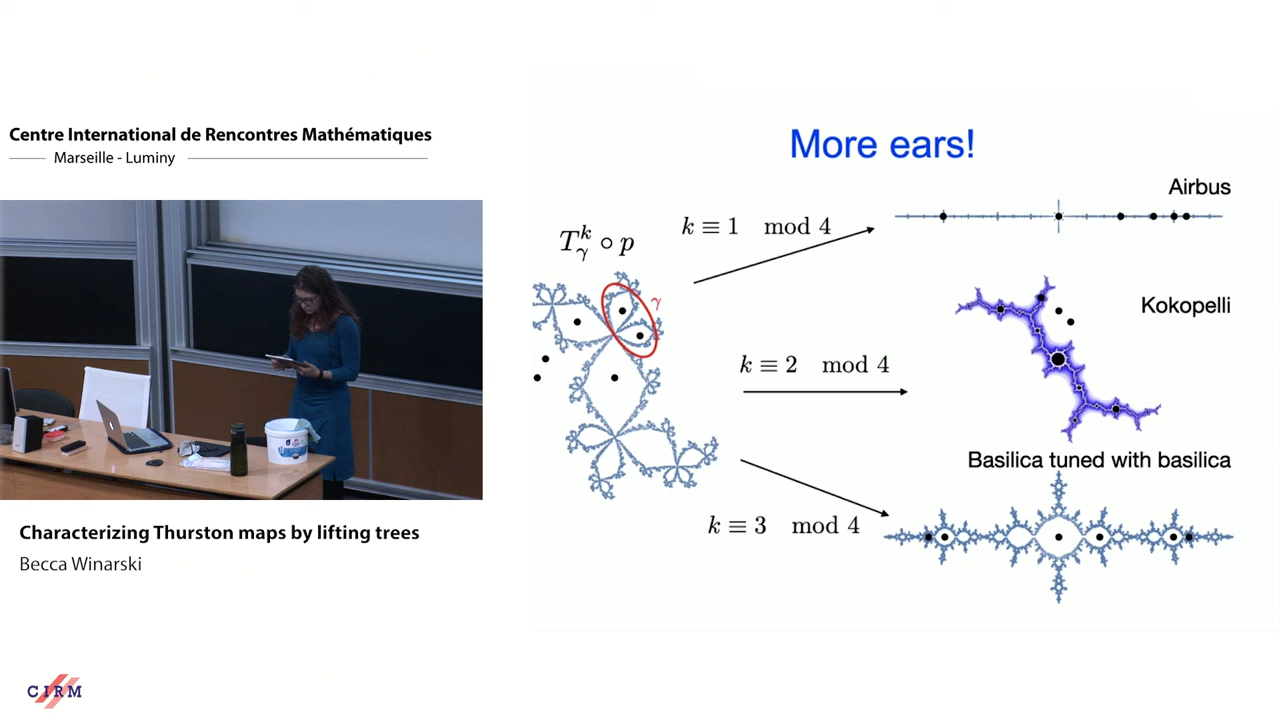 Centre International de Rencontres Mathématiques
Marseille - Luminy
Characterizing Thurston maps by lifting trees
Becca Winarski
CIRM
More ears!
Airbus
k ≡ 1 mod 4
T_γ^k ∘ p
γ
Kokopelli
k ≡ 2 mod 4
Basilica tuned with basilica
k ≡ 3 mod 4